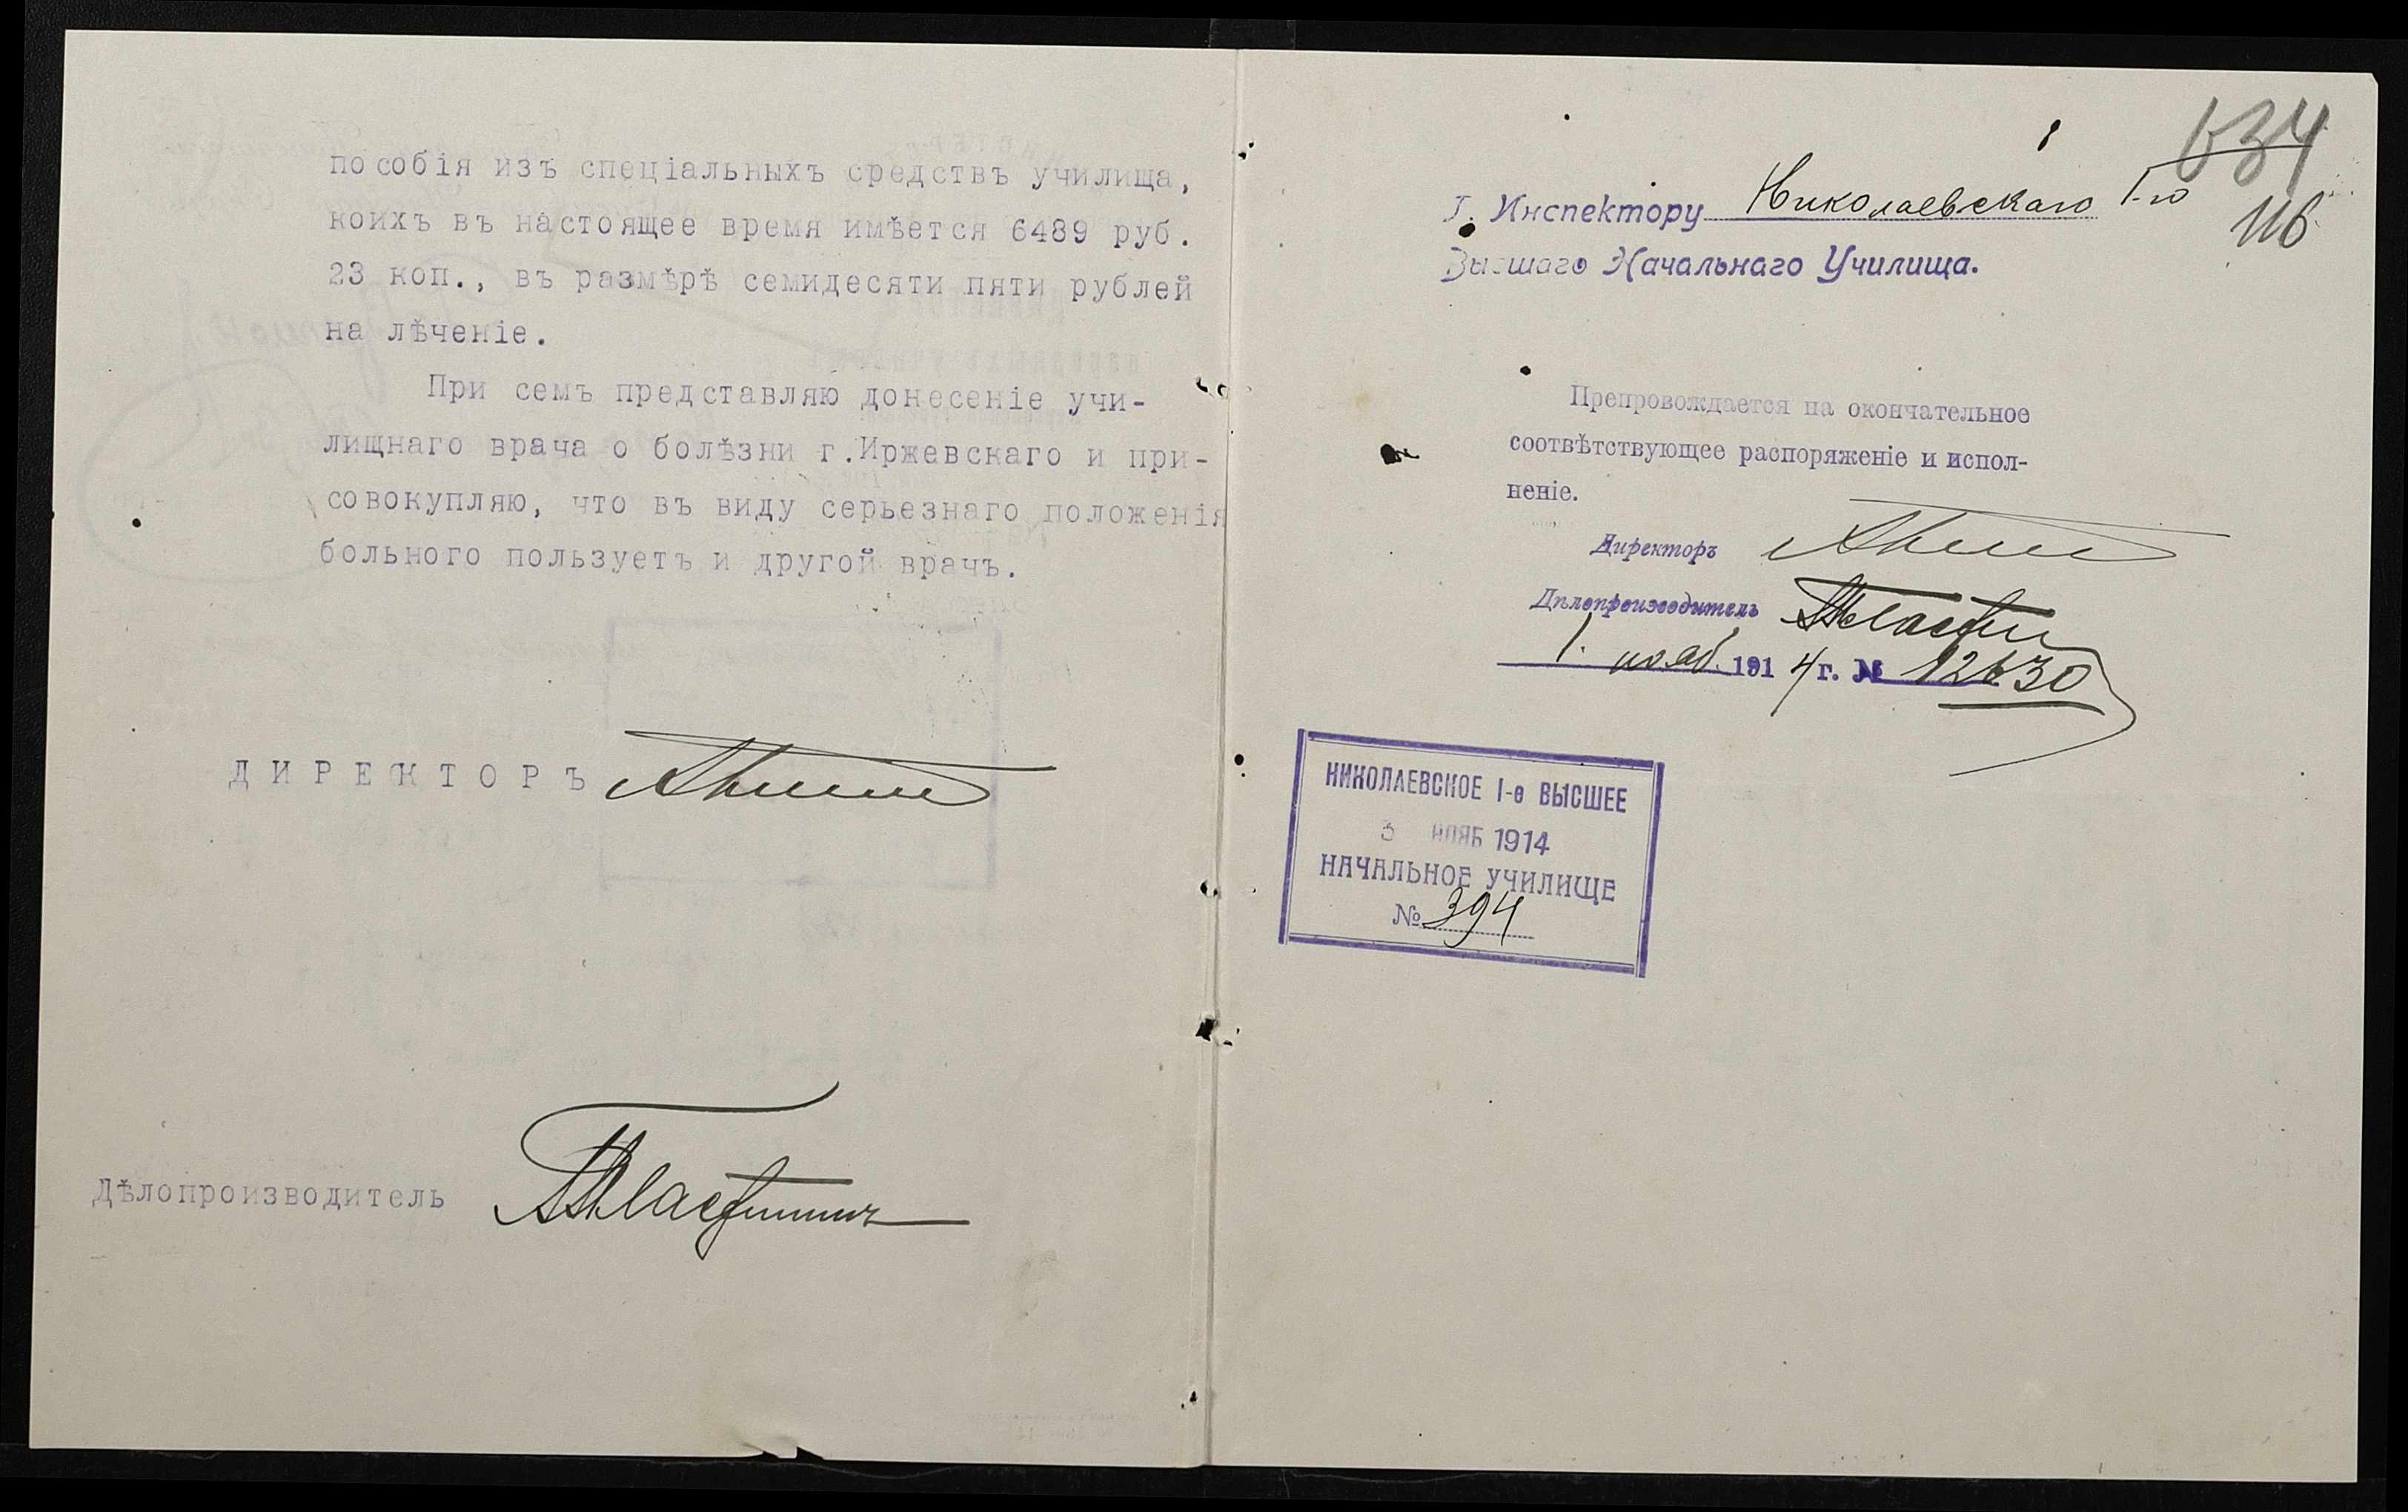 пособія изъ спеціальныхъ средствъ училища,
коихъ въ настоящее время имѣется 6489 руб.
23 коп., въ размѣрѣ семидесяти пяти рублей
на лѣченіе.
При семъ представляю донесеніе учи-
лищнаго врача о болѣзни г.Иржевскаго и при-
совокупляю, что въ виду серьезнаго положенія
больного пользуетъ и другой врачъ.
ДИРЕКТОРЪ
Дѣлопроизводитель
634
116
Г. Инспектору Николаевскаго I-го
Высшаго Начальнаго Училища.
Препровождается на окончательное
соотвѣтствующее распоряженіе и испол-
неніе.
Директоръ
Дѣлопроизводитель
1. нояб. 1914 г. № 12630
НИКОЛАЕВСКОЕ I-е ВЫСШЕЕ
3 НОЯБ 1914
НАЧАЛЬНОЕ УЧИЛИЩЕ
№ 394